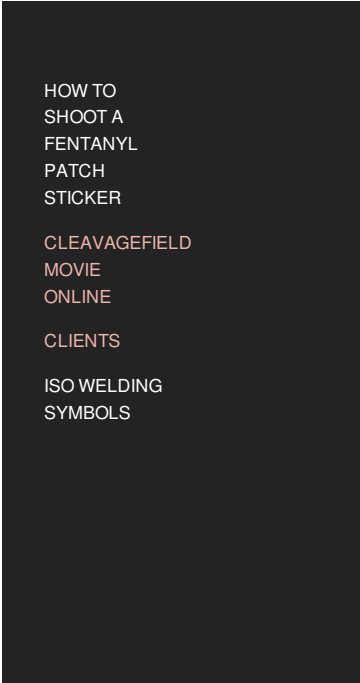 HOW TO
SHOOT A
FENTANYL
PATCH
STICKER
CLEAVAGEFIELD
MOVIE
ONLINE
CLIENTS
ISO WELDING
SYMBOLS